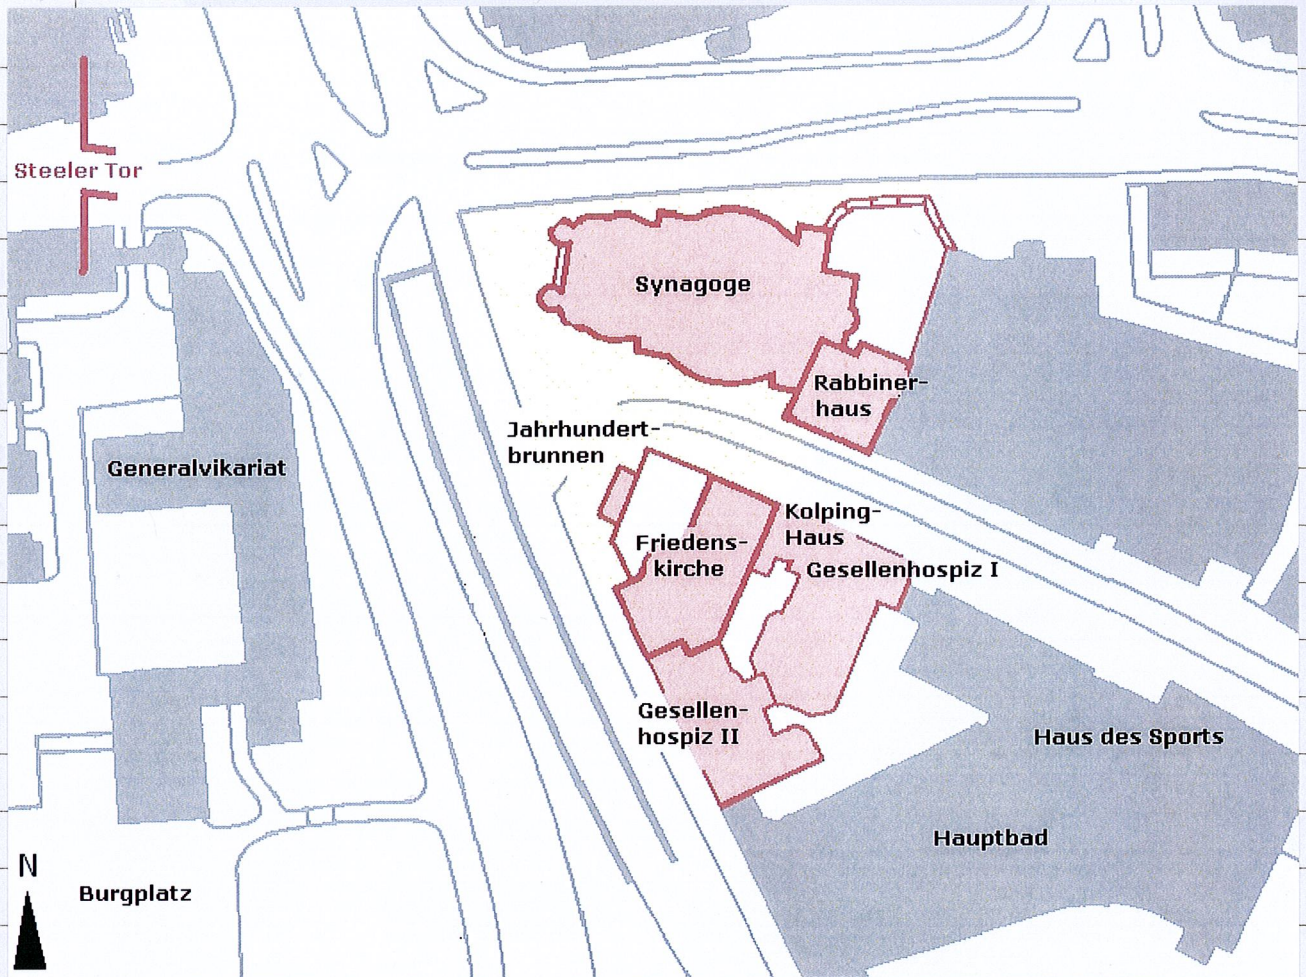 Steeler Tor
Synagoge
Rabbiner-
haus
Jahrhundert-
brunnen
Generalvikariat
Kolping-
Haus
Friedens-
kirche
Gesellenhospiz I
Gesellen-
hospiz II
Haus des Sports
Hauptbad
N
Burgplatz